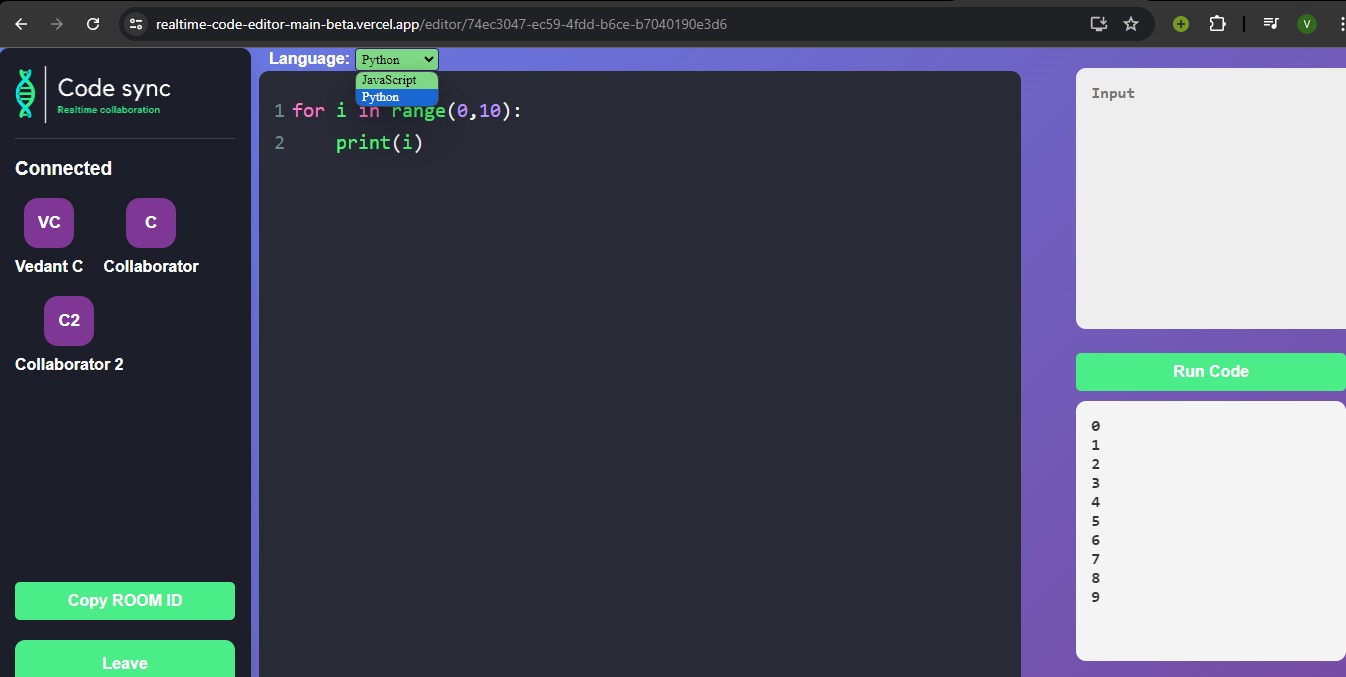 realtime-code-editor-main-beta.vercel.app/editor/74ec3047-ec59-4fdd-b6ce-b7040190e3d6
V
Code sync
Realtime collaboration
Connected
VC
C
Vedant C
Collaborator
C2
Collaborator 2
Copy ROOM ID
Leave
Language: Python
JavaScript
Python
1 for i in range(0,10):
2     print(i)
Input
Run Code
0
1
2
3
4
5
6
7
8
9